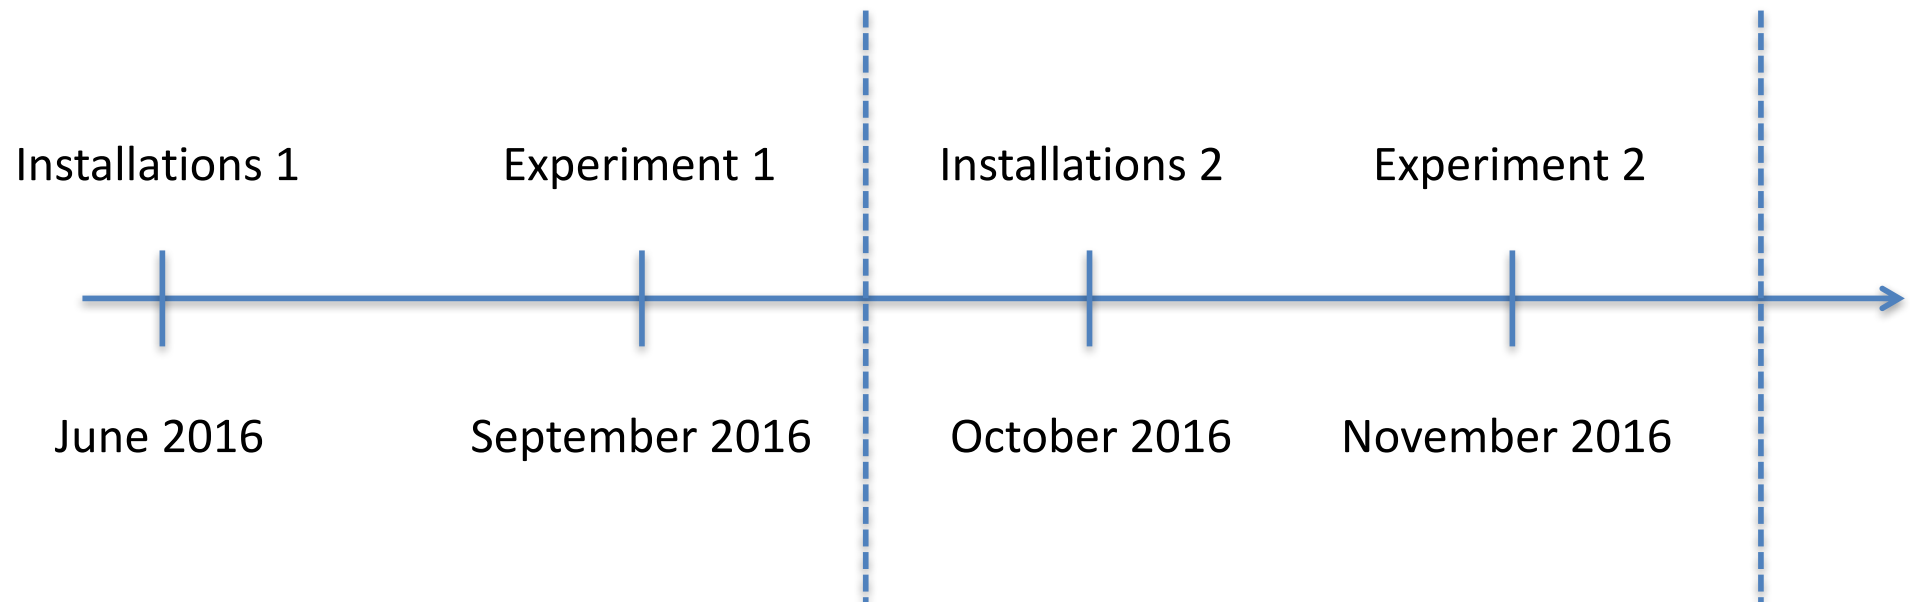 Installations 1
Experiment 1
Installations 2
Experiment 2
June 2016
September 2016
October 2016
November 2016